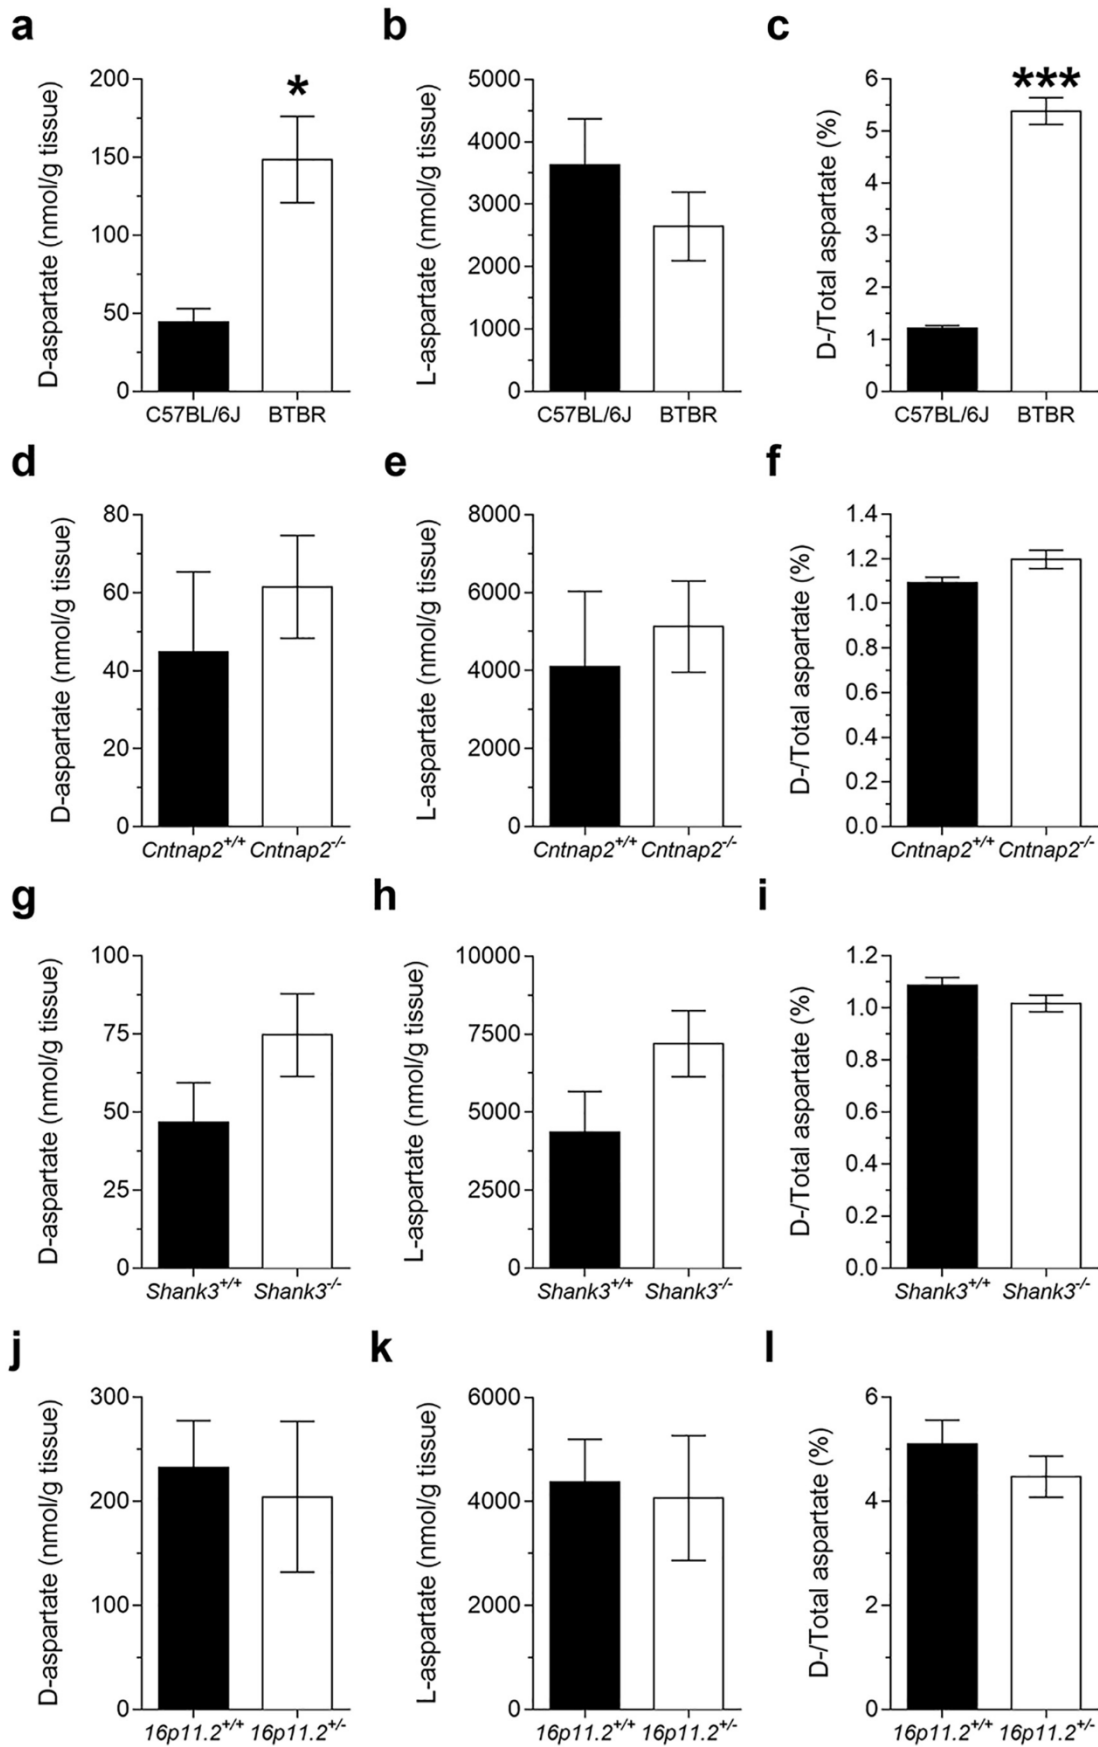 a
D-aspartate (nmol/g tissue)
200
150
100
50
0
*
C57BL/6J BTBR
b
L-aspartate (nmol/g tissue)
5000
4000
3000
2000
1000
0
C57BL/6J BTBR
c
D-/Total aspartate (%)
6
5
4
3
2
1
0
***
C57BL/6J BTBR
d
D-aspartate (nmol/g tissue)
80
60
40
20
0
Cntnap2+/+ Cntnap2-/-
e
L-aspartate (nmol/g tissue)
8000
6000
4000
2000
0
Cntnap2+/+ Cntnap2-/-
f
D-/Total aspartate (%)
1.4
1.2
1.0
0.8
0.6
0.4
0.2
0.0
Cntnap2+/+ Cntnap2-/-
g
D-aspartate (nmol/g tissue)
100
75
50
25
0
Shank3+/+ Shank3-/-
h
L-aspartate (nmol/g tissue)
10000
7500
5000
2500
0
Shank3+/+ Shank3-/-
i
D-/Total aspartate (%)
1.2
1.0
0.8
0.6
0.4
0.2
0.0
Shank3+/+ Shank3-/-
j
D-aspartate (nmol/g tissue)
300
200
100
0
16p11.2+/+ 16p11.2+/-
k
L-aspartate (nmol/g tissue)
6000
4000
2000
0
16p11.2+/+ 16p11.2+/-
l
D-/Total aspartate (%)
6
4
2
0
16p11.2+/+ 16p11.2+/-